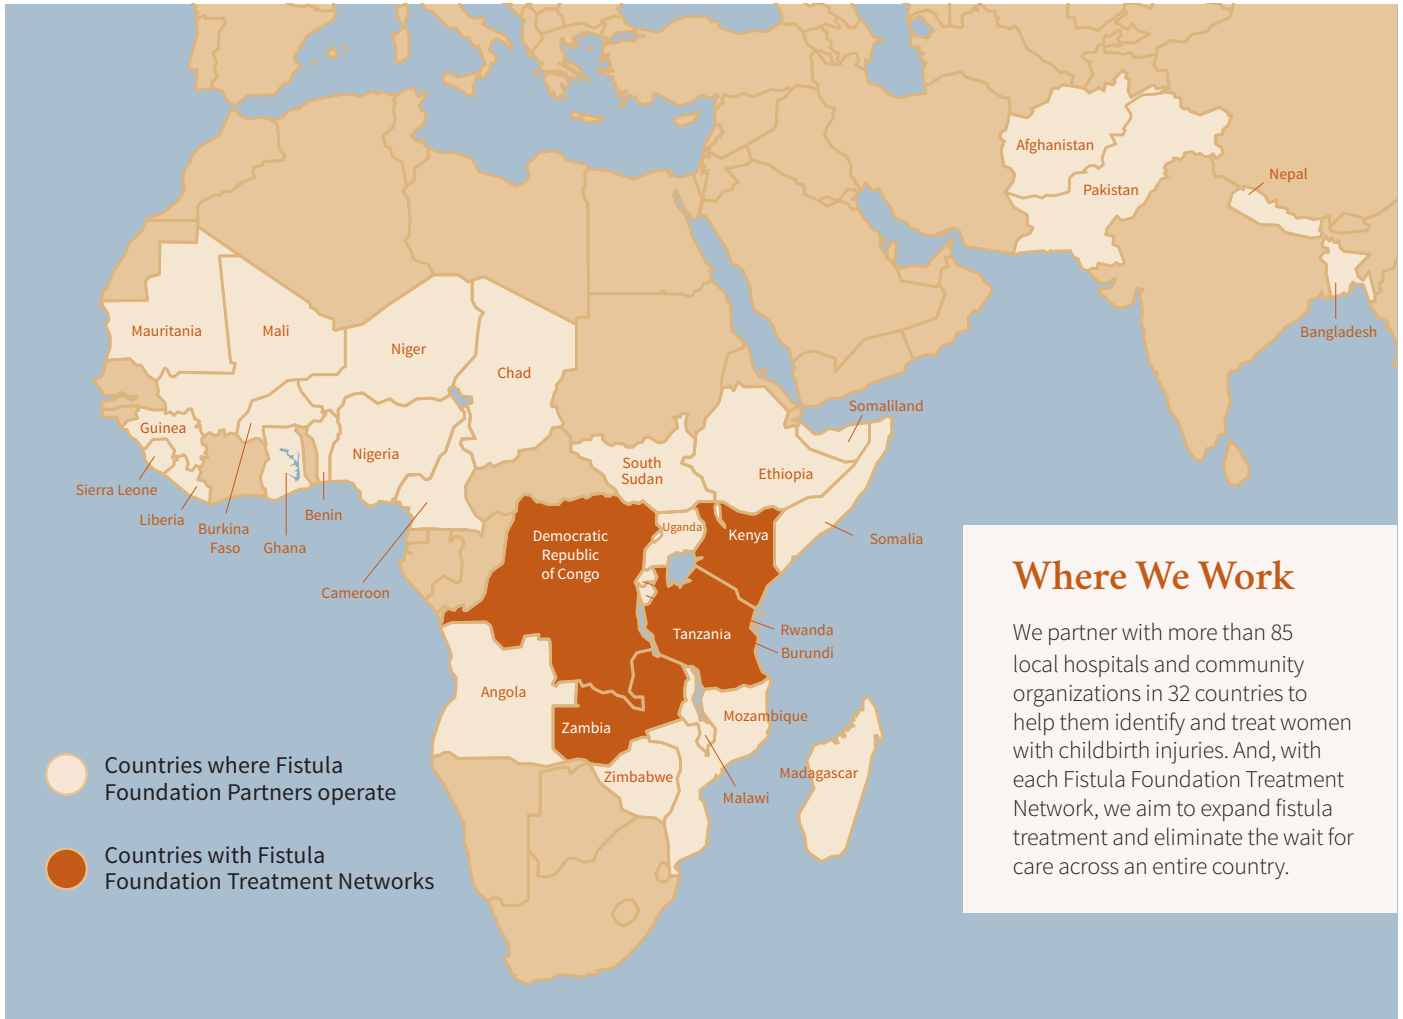 Afghanistan
Nepal
Pakistan
Mauritania
Mali
Niger
Chad
Bangladesh
Somaliland
Guinea
Nigeria
South
Sudan
Ethiopia
Sierra Leone
Liberia
Burkina
Faso
Ghana
Benin
Cameroon
Democratic
Republic
of Congo
Uganda
Kenya
Somalia
Tanzania
Rwanda
Burundi
Angola
Zambia
Mozambique
Zimbabwe
Malawi
Madagascar
Countries where Fistula
Foundation Partners operate
Countries with Fistula
Foundation Treatment Networks
Where We Work
We partner with more than 85
local hospitals and community
organizations in 32 countries to
help them identify and treat women
with childbirth injuries. And, with
each Fistula Foundation Treatment
Network, we aim to expand fistula
treatment and eliminate the wait for
care across an entire country.